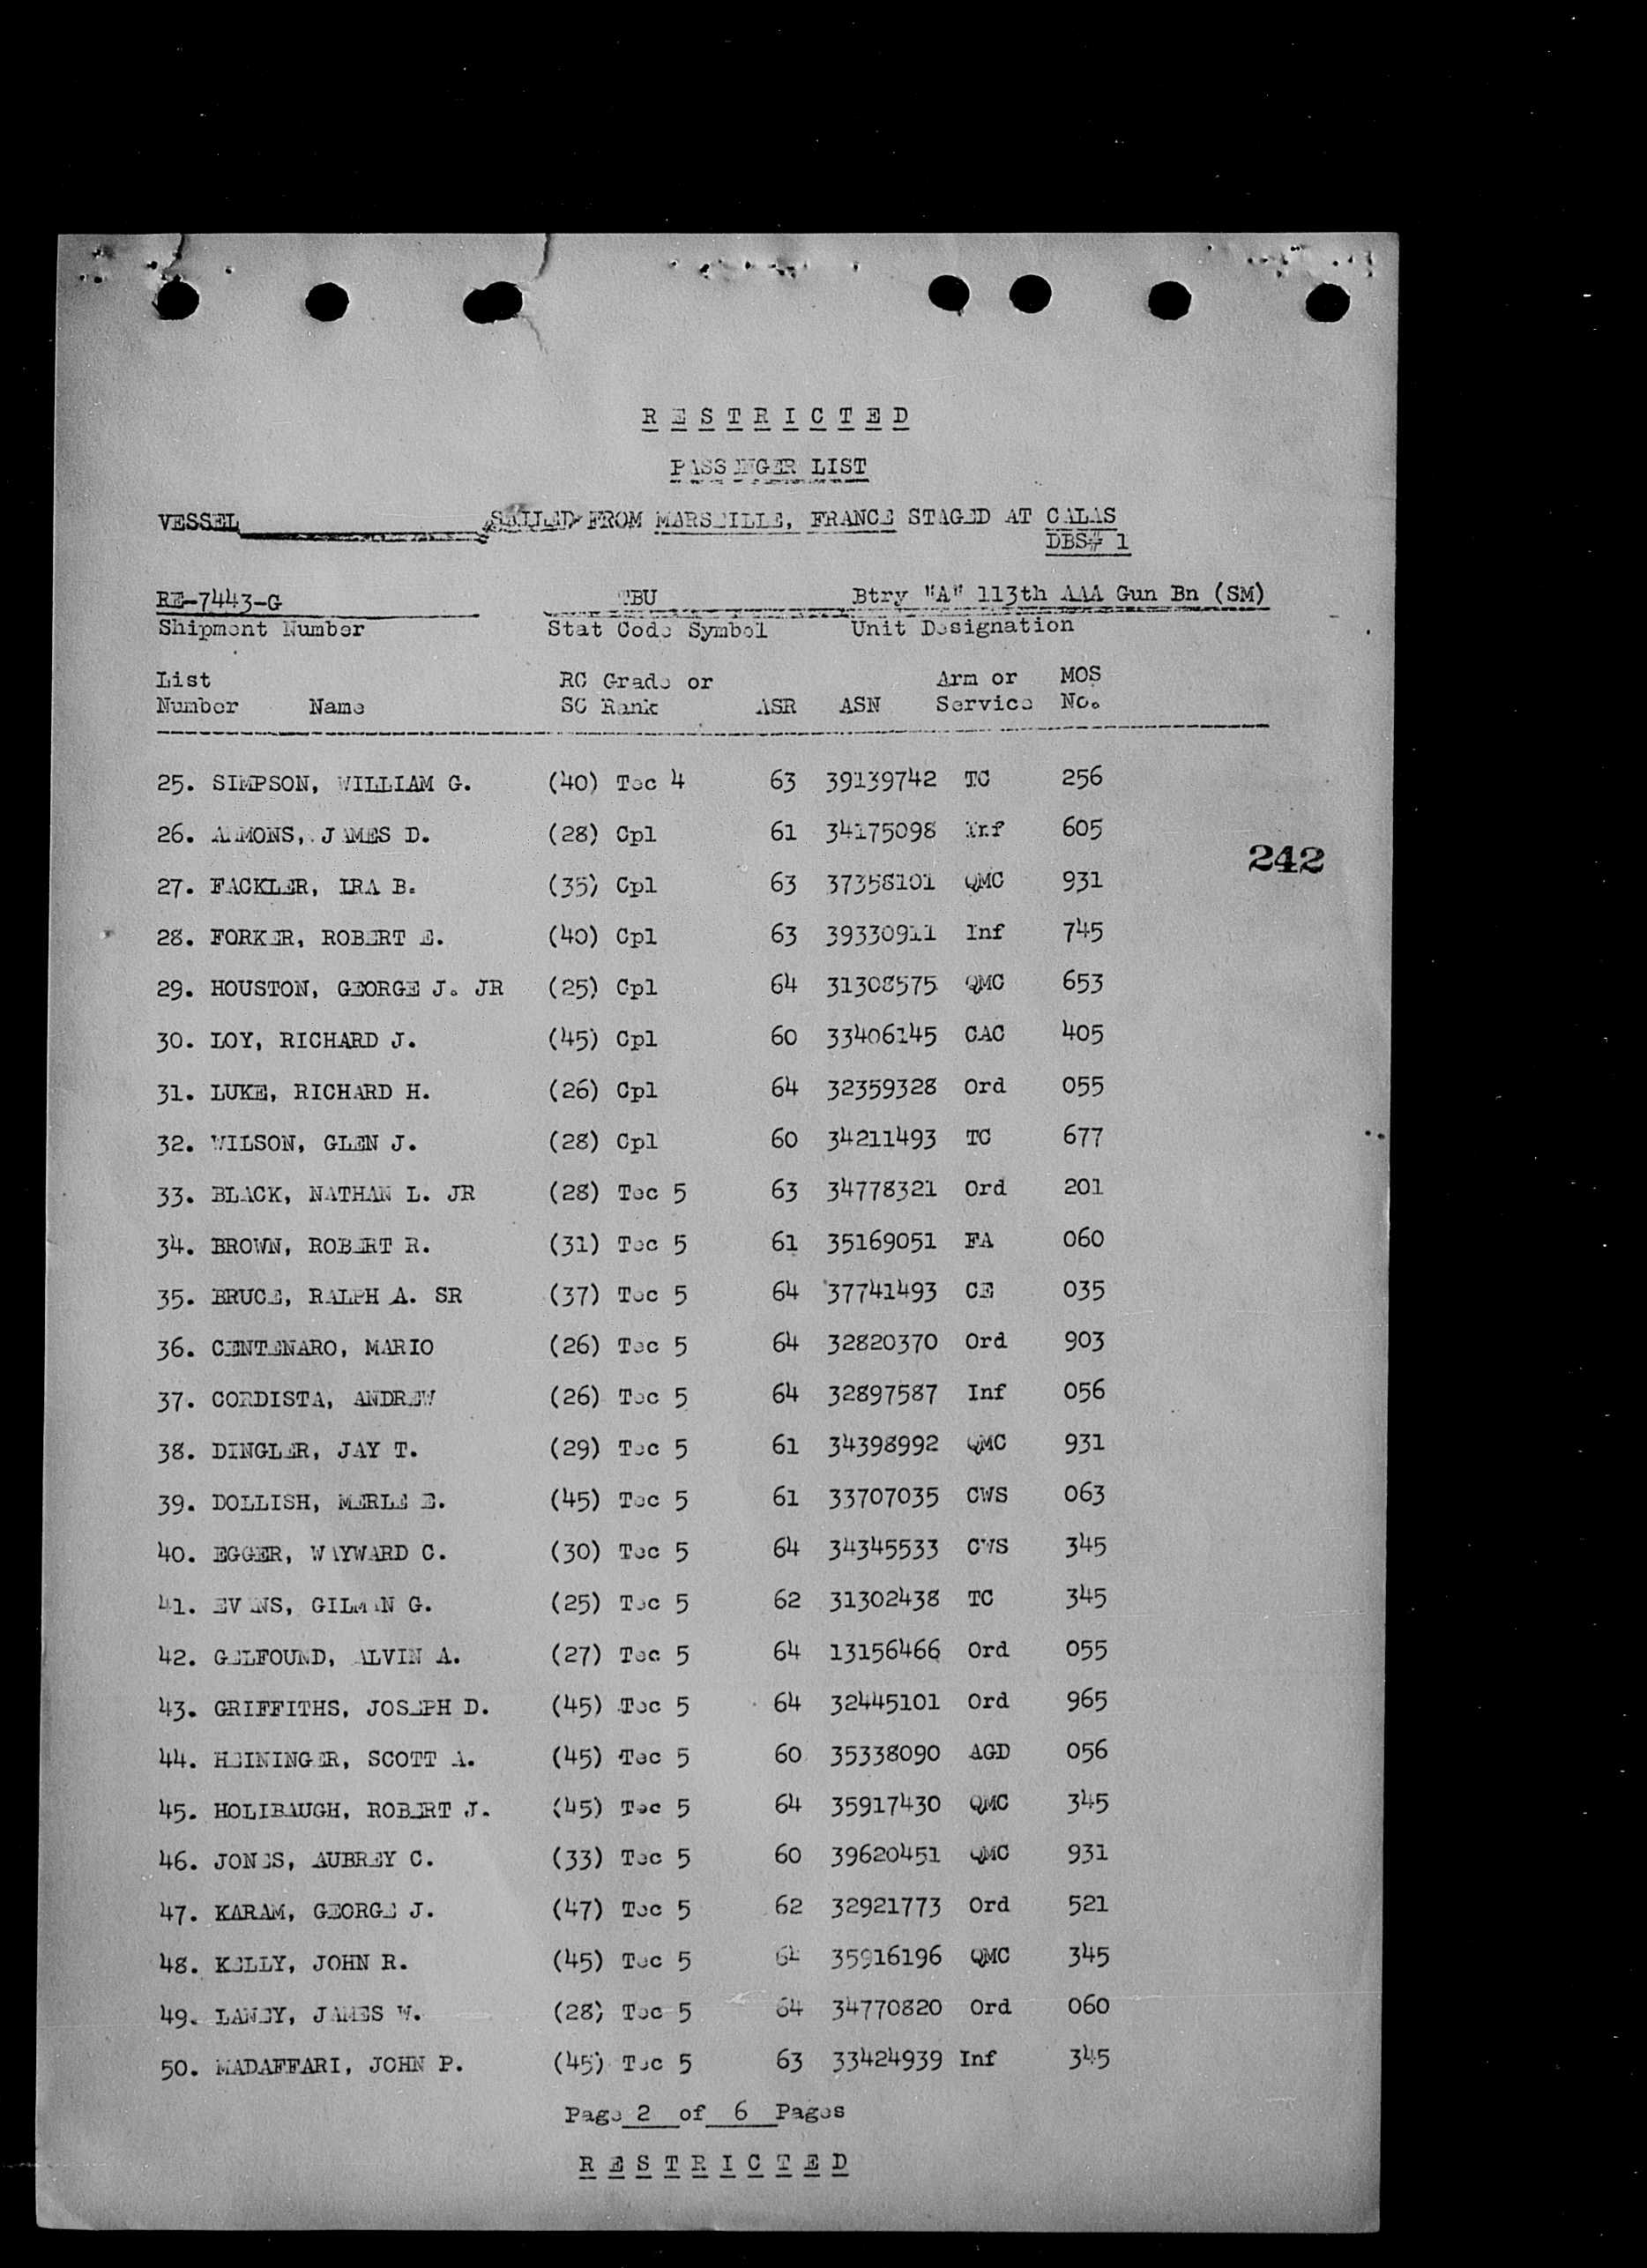 RESTRICTED
PASSENGER LIST
VESSEL SAILED FROM MARSEILLE, FRANCE STAGED AT CALAS
DBS# 1
RE-7443-G TBU Btry "A" 113th AAA Gun Bn (SM)
Shipment Number Stat Code Symbol Unit Designation
List RC Grade or Arm or MOS
Number Name SC Rank ASR ASN Service No.
25. SIMPSON, WILLIAM G. (40) Tec 4 63 39139742 TC 256
26. AMMONS, JAMES D. (28) Cpl 61 34175098 Inf 605
242
27. FACKLER, IRA B. (35) Cpl 63 37358101 QMC 931
28. FORKER, ROBERT E. (40) Cpl 63 39330911 Inf 745
29. HOUSTON, GEORGE J. JR (25) Cpl 64 31308575 QMC 653
30. LOY, RICHARD J. (45) Cpl 60 33406145 CAC 405
31. LUKE, RICHARD H. (26) Cpl 64 32359328 Ord 055
32. WILSON, GLEN J. (28) Cpl 60 34211493 TC 677
33. BLACK, NATHAN L. JR (28) Tec 5 63 34778321 Ord 201
34. BROWN, ROBERT R. (31) Tec 5 61 35169051 FA 060
35. BRUCE, RALPH A. SR (37) Tec 5 64 37741493 CE 035
36. CENTENARO, MARIO (26) Tec 5 64 32820370 Ord 903
37. CORDISTA, ANDREW (26) Tec 5 64 32897587 Inf 056
38. DINGLER, JAY T. (29) Tec 5 61 34398992 QMC 931
39. DOLLISH, MERLE E. (45) Tec 5 61 33707035 CWS 063
40. EGGER, WAYWARD C. (30) Tec 5 64 34345533 CWS 345
41. EVANS, GILMAN G. (25) Tec 5 62 31302438 TC 345
42. GELFOUND, ALVIN A. (27) Tec 5 64 13156466 Ord 055
43. GRIFFITHS, JOSEPH D. (45) Tec 5 64 32445101 Ord 965
44. HEININGER, SCOTT A. (45) Tec 5 60 35338090 AGD 056
45. HOLIBAUGH, ROBERT J. (45) Tec 5 64 35917430 QMC 345
46. JONES, AUBREY C. (33) Tec 5 60 39620451 QMC 931
47. KARAM, GEORGE J. (47) Tec 5 62 32921773 Ord 521
48. KELLY, JOHN R. (45) Tec 5 64 35916196 QMC 345
49. LANEY, JAMES W. (28) Tec 5 64 34770820 Ord 060
50. MADAFFARI, JOHN P. (45) Tec 5 63 33424939 Inf 345
Page 2 of 6 Pages
RESTRICTED